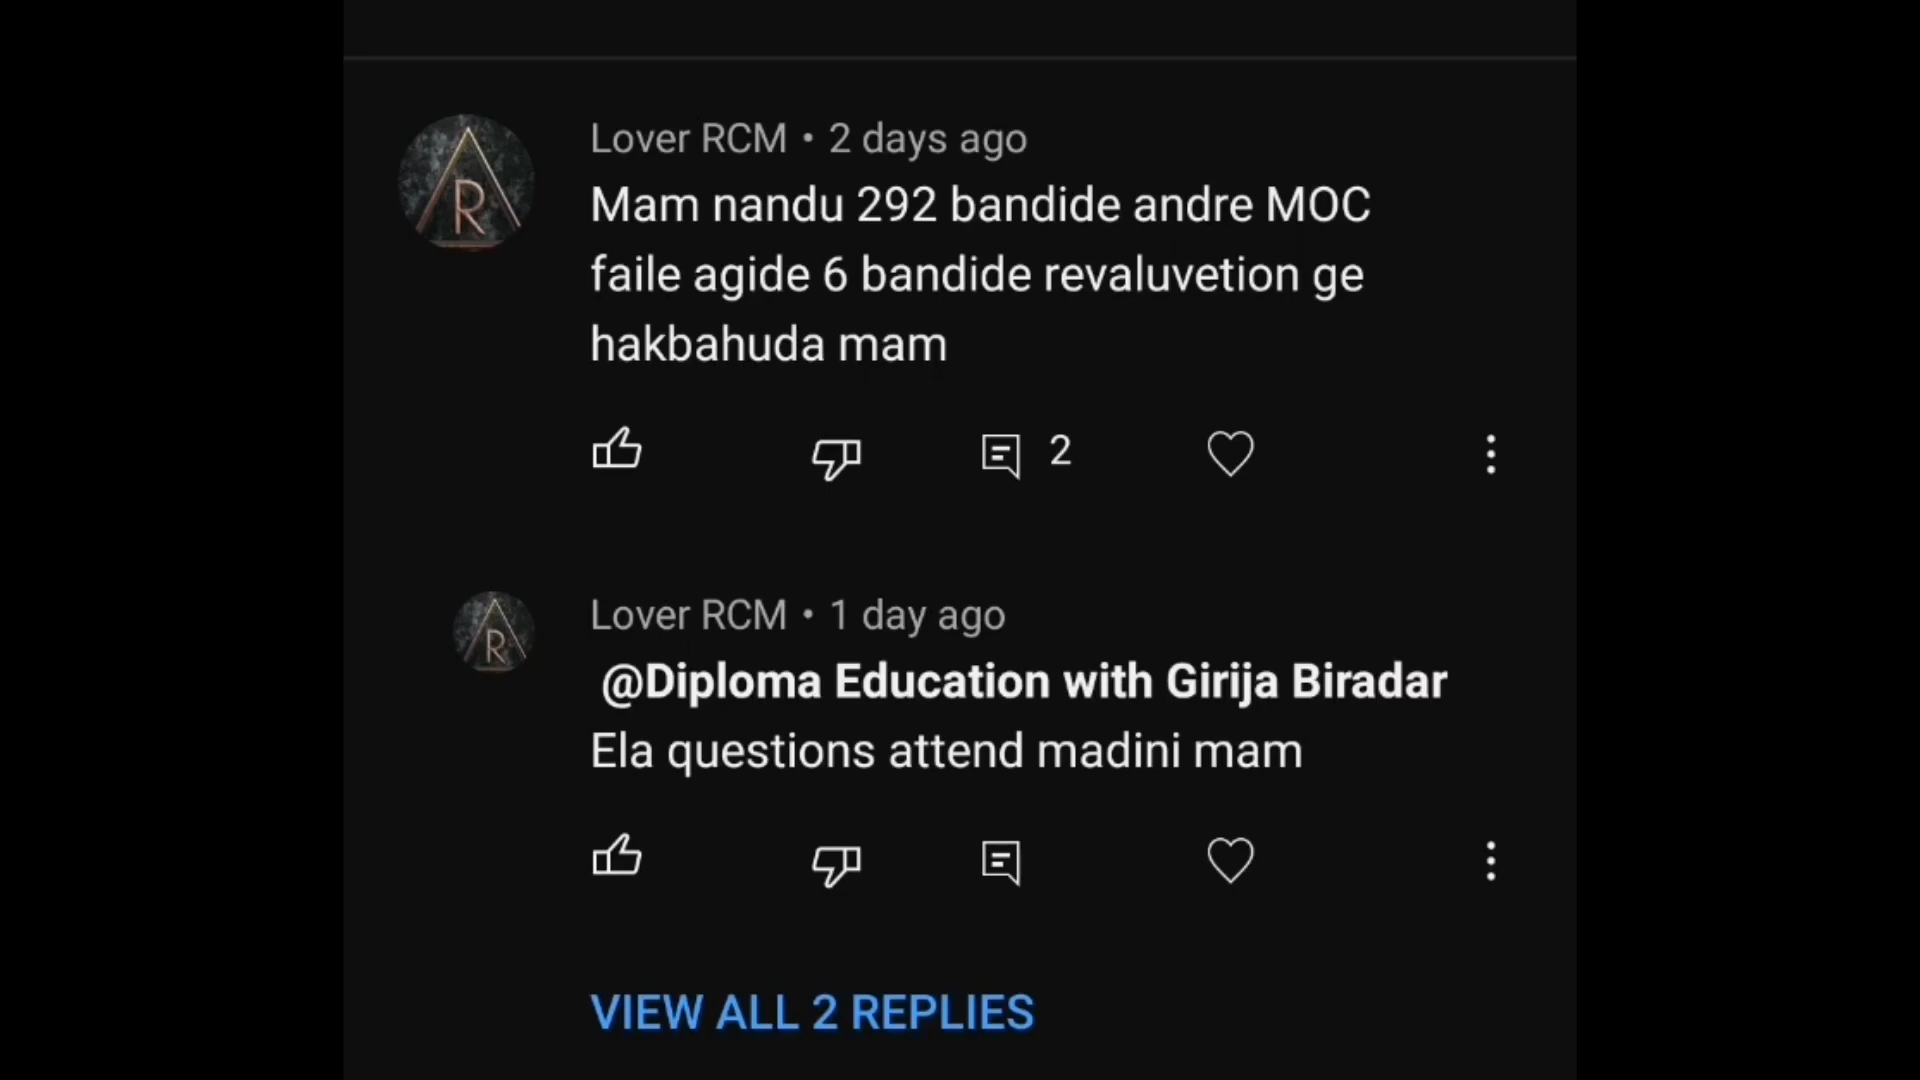 Lover RCM • 2 days ago
Mam nandu 292 bandide andre MOC
faile agide 6 bandide revaluvetion ge
hakbahuda mam
2
Lover RCM • 1 day ago
@Diploma Education with Girija Biradar
Ela questions attend madini mam
VIEW ALL 2 REPLIES
R
R